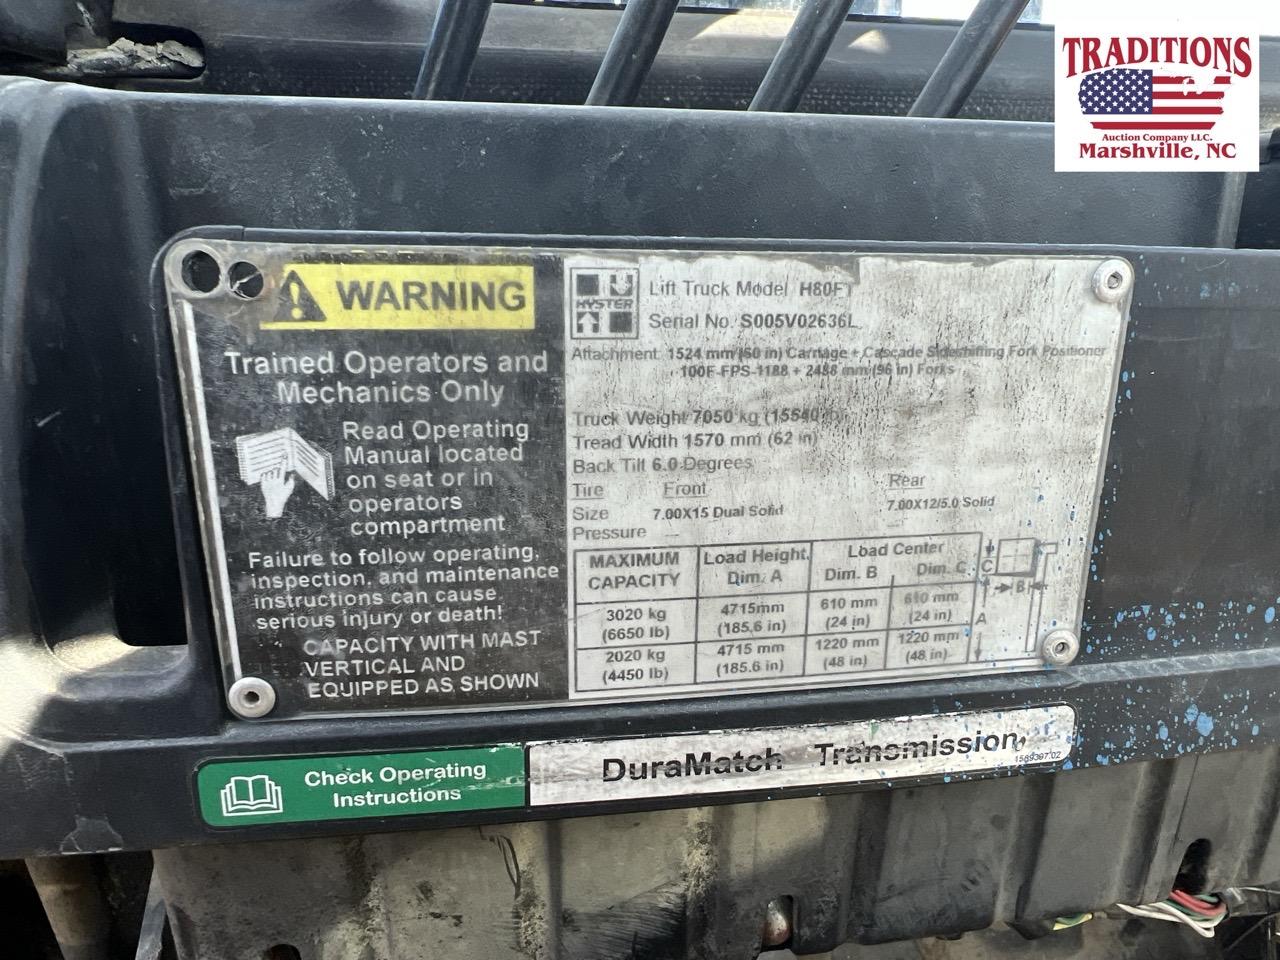 TRADITIONS
Auction Company LLC.
Marshville, NC
WARNING
Trained Operators and
Mechanics Only
Read Operating
Manual located
on seat or in
operators
compartment
Failure to follow operating,
inspection, and maintenance
instructions can cause
serious injury or death!
CAPACITY WITH MAST
VERTICAL AND
EQUIPPED AS SHOWN
HYSTER
Lift Truck Model H80FT
Serial No. S005V02636L
Attachment 1524 mm (60 in) Carriage + Cascade Sideshifting Fork Positioner
100F-FPS-1188 + 2488 mm (96 in) Forks
Truck Weight 7050 kg (15540 lb)
Tread Width 1570 mm (62 in)
Back Tilt 6.0 Degrees
Tire Front Rear
Size 7.00X15 Dual Solid 7.00X12/5.0 Solid
Pressure — —
MAXIMUM CAPACITY Load Height Dim. A Load Center Dim. B Dim. C
3020 kg (6650 lb) 4715mm (185.6 in) 610 mm (24 in) 610 mm (24 in)
2020 kg (4450 lb) 4715 mm (185.6 in) 1220 mm (48 in) 1220 mm (48 in)
C
B
A
Check Operating
Instructions
DuraMatch Transmission
1589397 02